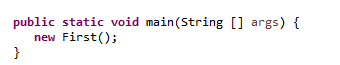 public static void main(String [] args) {
   new First();
}